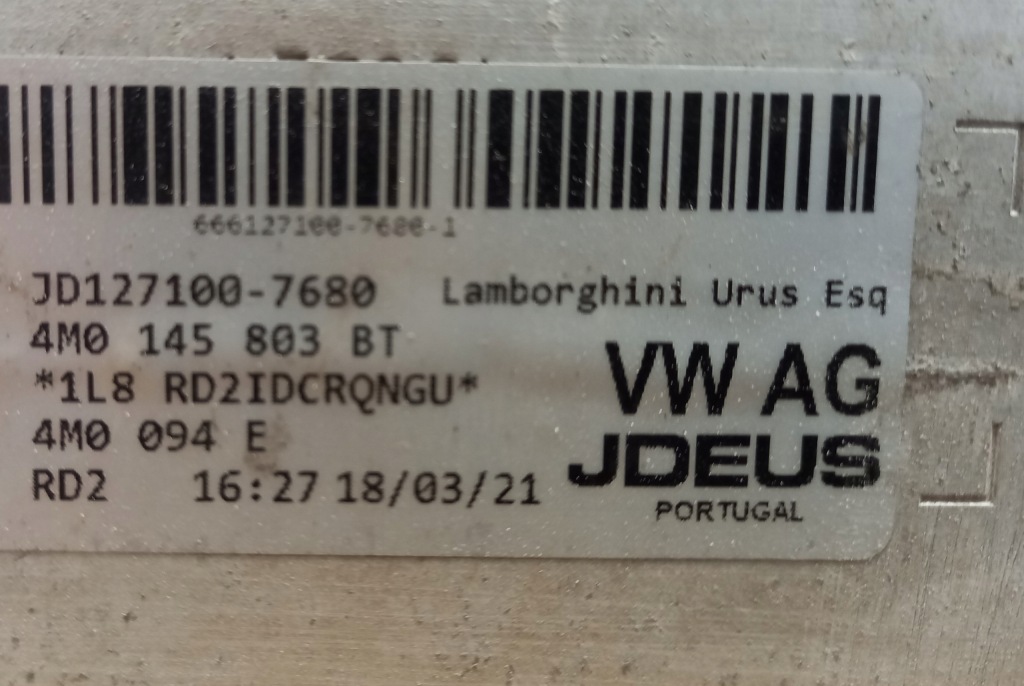 666127100-7680-1
JD127100-7680 Lamborghini Urus Esq
4M0 145 803 BT
*1L8 RD2IDCRQNGU*
4M0 094 E
RD2 16:27 18/03/21
VW AG
JDEUS
PORTUGAL